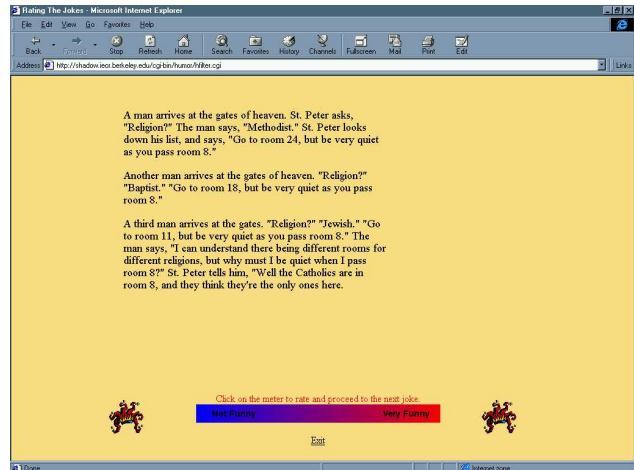 Rating The Jokes - Microsoft Internet Explorer
File Edit View Go Favorites Help
Back Forward Stop Refresh Home Search Favorites History Channels Fullscreen Mail Print Edit
Address http://shadow.ieor.berkeley.edu/cgi-bin/humor/hfilter.cgi Links
A man arrives at the gates of heaven. St. Peter asks,
"Religion?" The man says, "Methodist." St. Peter looks
down his list, and says, "Go to room 24, but be very quiet
as you pass room 8."
Another man arrives at the gates of heaven. "Religion?"
"Baptist." "Go to room 18, but be very quiet as you pass
room 8."
A third man arrives at the gates. "Religion?" "Jewish." "Go
to room 11, but be very quiet as you pass room 8." The
man says, "I can understand there being different rooms for
different religions, but why must I be quiet when I pass
room 8?" St. Peter tells him, "Well the Catholics are in
room 8, and they think they're the only ones here.
Click on the meter to rate and proceed to the next joke.
Not Funny Very Funny
Exit
Done Internet zone